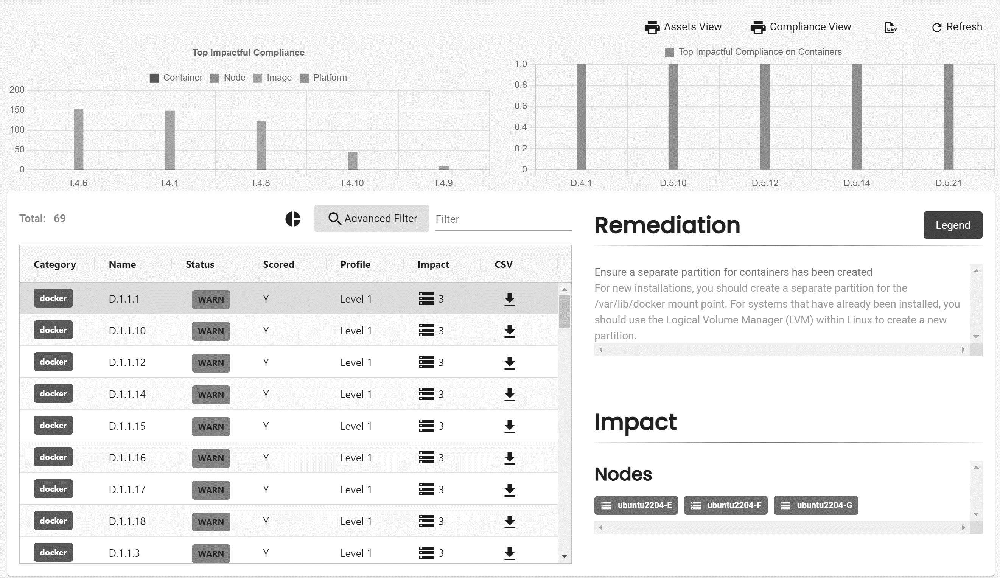 Assets View Compliance View CSV Refresh
Top Impactful Compliance
Container Node Image Platform
200
150
100
50
0
I.4.6 I.4.1 I.4.8 I.4.10 I.4.9
Top Impactful Compliance on Containers
1.0
0.8
0.6
0.4
0.2
0
D.4.1 D.5.10 D.5.12 D.5.14 D.5.21
Total: 69 Advanced Filter Filter
Category Name Status Scored Profile Impact CSV
docker D.1.1.1 WARN Y Level 1 3
docker D.1.1.10 WARN Y Level 1 3
docker D.1.1.12 WARN Y Level 1 3
docker D.1.1.14 WARN Y Level 1 3
docker D.1.1.15 WARN Y Level 1 3
docker D.1.1.16 WARN Y Level 1 3
docker D.1.1.17 WARN Y Level 1 3
docker D.1.1.18 WARN Y Level 1 3
docker D.1.1.3 WARN Y Level 1 3
Remediation Legend
Ensure a separate partition for containers has been created
For new installations, you should create a separate partition for the
/var/lib/docker mount point. For systems that have already been installed, you
should use the Logical Volume Manager (LVM) within Linux to create a new
partition.
Impact
Nodes
ubuntu2204-E ubuntu2204-F ubuntu2204-G